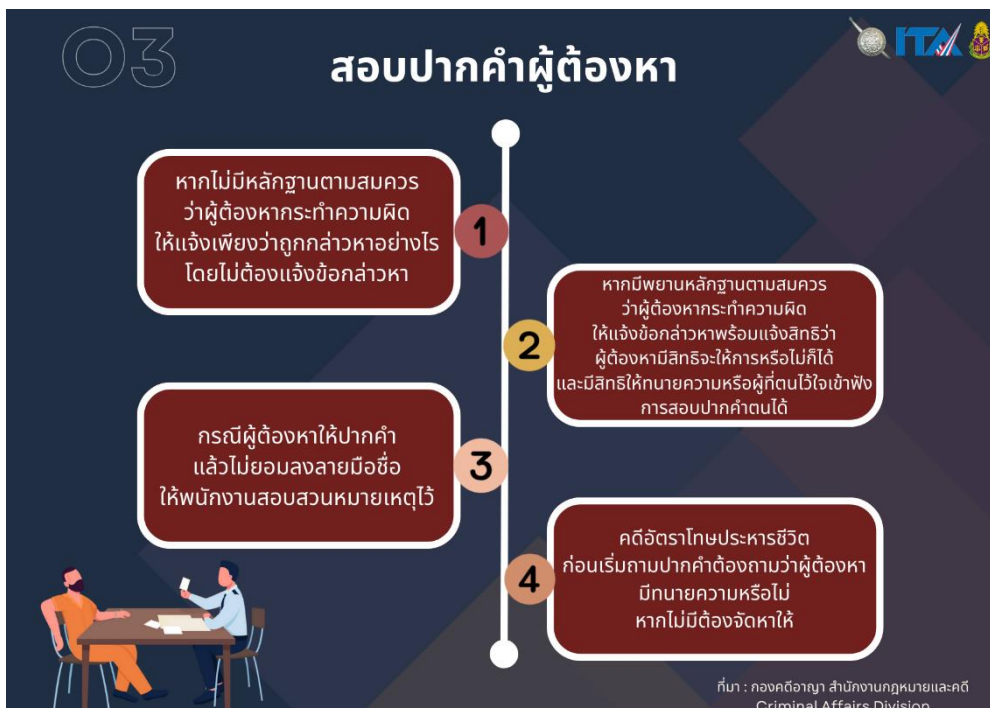 03
ITA
สอบปากคำผู้ต้องหา
หากไม่มีหลักฐานตามสมควร
ว่าผู้ต้องหากระทำความผิด
ให้แจ้งเพียงว่าถูกกล่าวหาอย่างไร
โดยไม่ต้องแจ้งข้อกล่าวหา
1
หากมีพยานหลักฐานตามสมควร
ว่าผู้ต้องหากระทำความผิด
ให้แจ้งข้อกล่าวหาพร้อมแจ้งสิทธิว่า
ผู้ต้องหามีสิทธิจะให้การหรือไม่ก็ได้
และมีสิทธิให้ทนายความหรือผู้ที่ตนไว้ใจเข้าฟัง
การสอบปากคำตนได้
2
กรณีผู้ต้องหาให้ปากคำ
แล้วไม่ยอมลงลายมือชื่อ
ให้พนักงานสอบสวนหมายเหตุไว้
3
คดีอัตราโทษประหารชีวิต
ก่อนเริ่มถามปากคำต้องถามว่าผู้ต้องหา
มีทนายความหรือไม่
หากไม่มีต้องจัดหาให้
4
ที่มา : กองคดีอาญา สำนักงานกฎหมายและคดี
Criminal Affairs Division